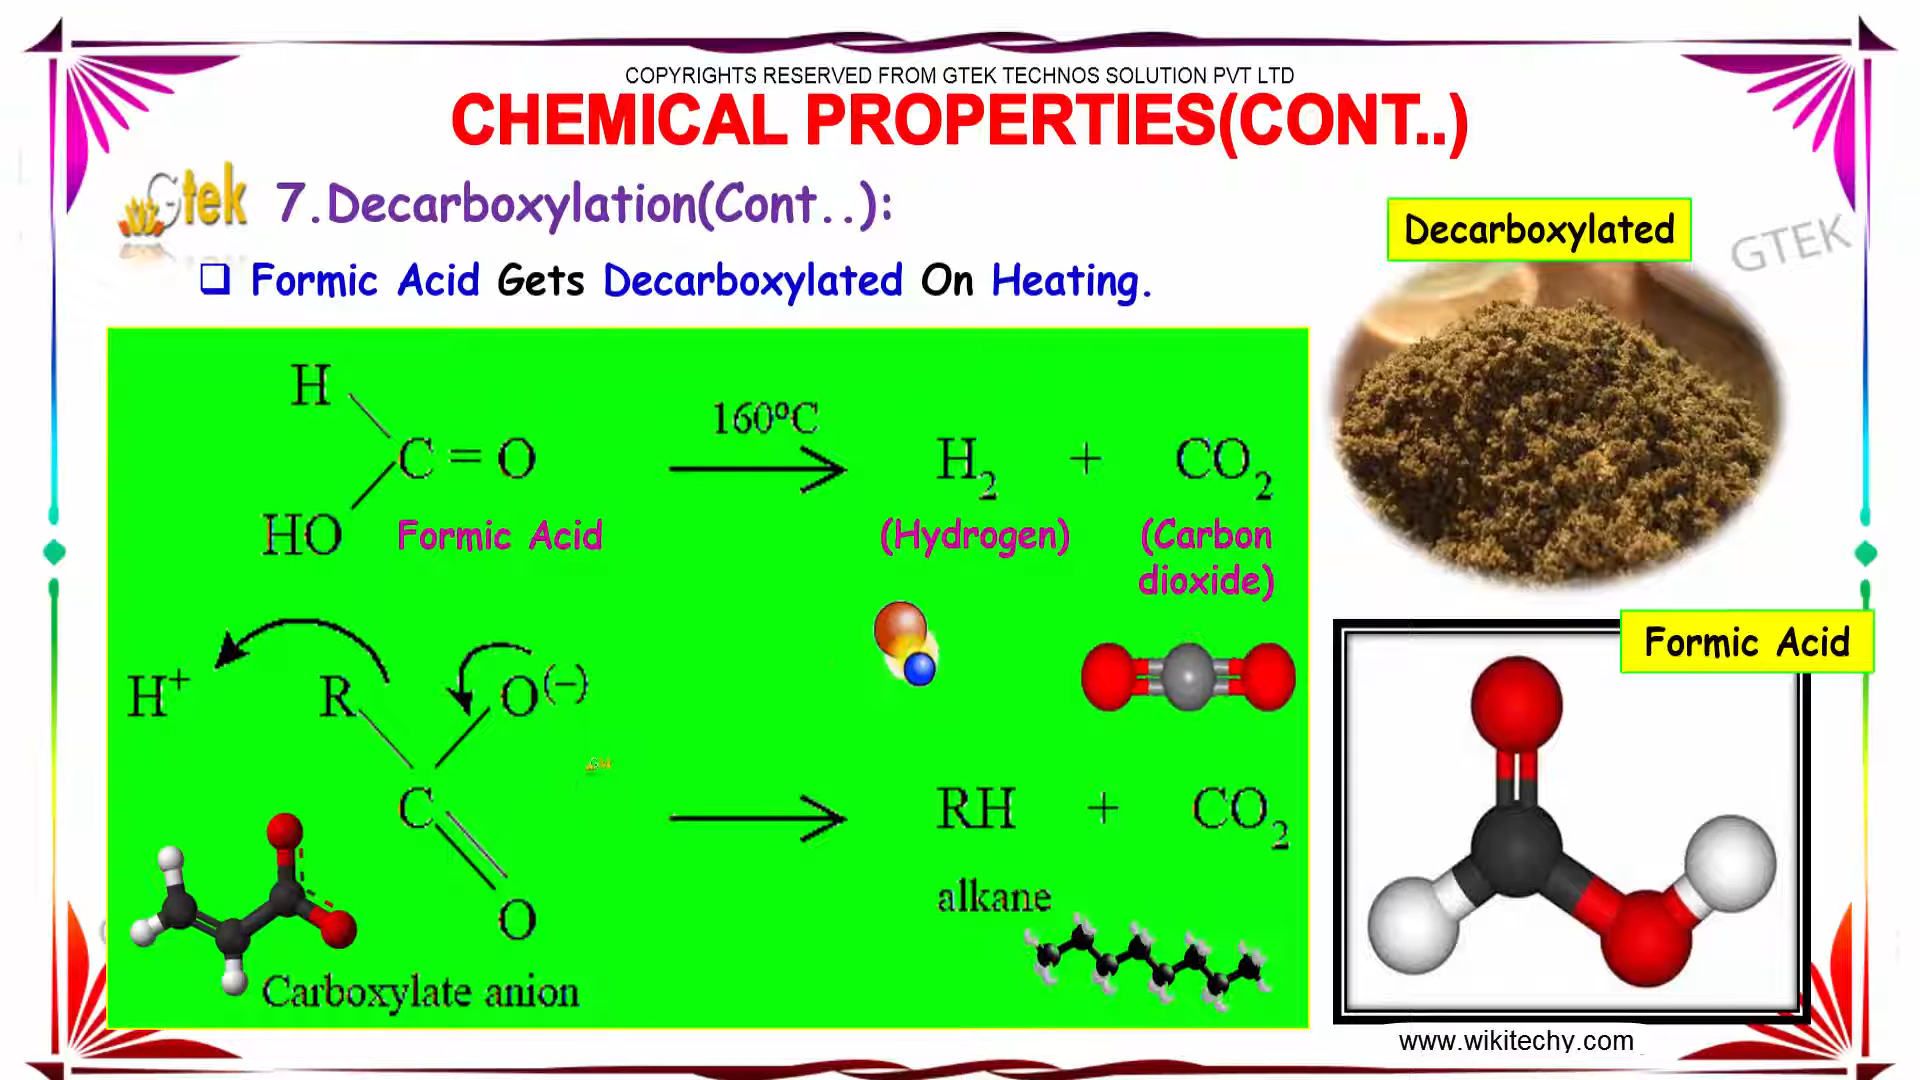 COPYRIGHTS RESERVED FROM GTEK TECHNOS SOLUTION PVT LTD
CHEMICAL PROPERTIES(CONT..)
Gtek
7.Decarboxylation(Cont..):
Decarboxylated
GTEK
❑ Formic Acid Gets Decarboxylated On Heating.
H
C = O
HO
Formic Acid
160⁰C
H₂ + CO₂
(Hydrogen)
(Carbon
dioxide)
Formic Acid
H⁺
R
O(−)
C
O
Carboxylate anion
RH + CO₂
alkane
www.wikitechy.com